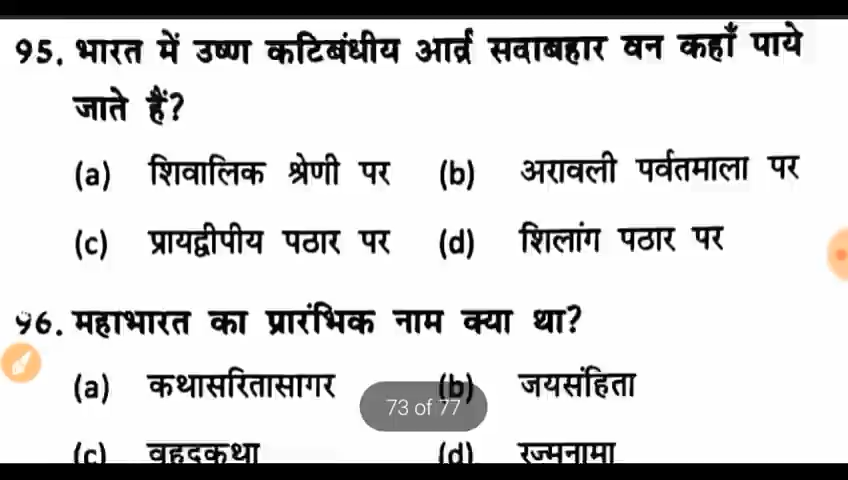 95. भारत में उष्ण कटिबंधीय आर्द्र सदाबहार वन कहाँ पाये
जाते हैं?
(a) शिवालिक श्रेणी पर (b) अरावली पर्वतमाला पर
(c) प्रायद्वीपीय पठार पर (d) शिलांग पठार पर
96. महाभारत का प्रारंभिक नाम क्या था?
(a) कथासरितासागर (b) जयसंहिता
73 of 77
(c) वृहदकथा (d) रज्मनामा